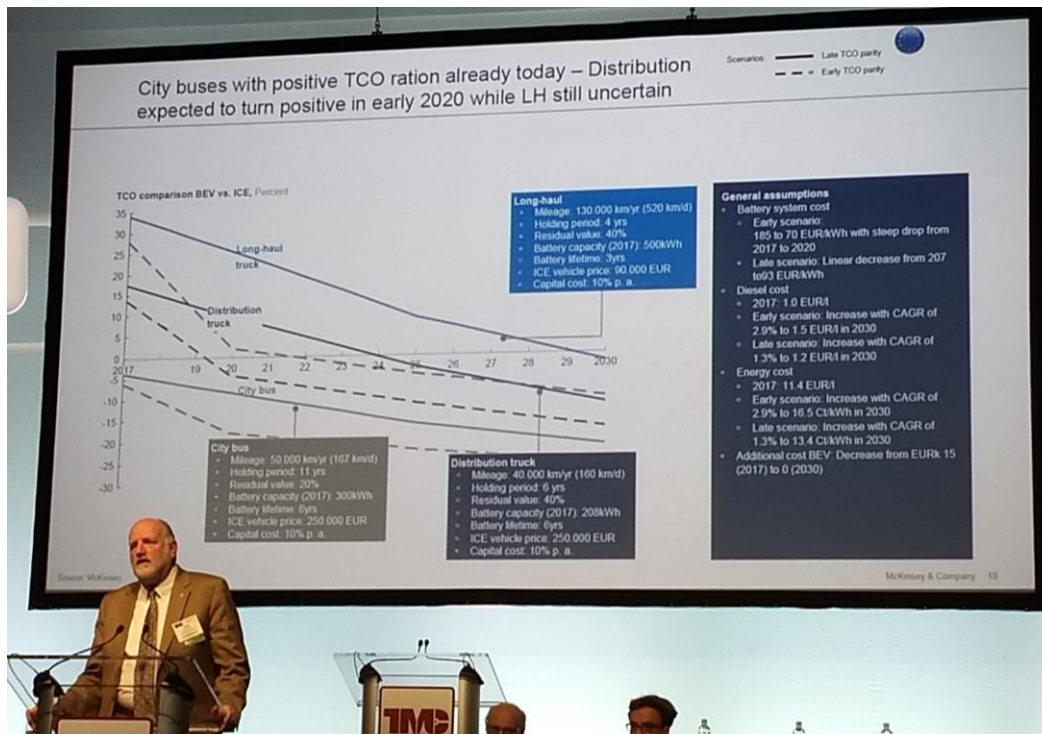 City buses with positive TCO ration already today – Distribution
expected to turn positive in early 2020 while LH still uncertain
Scenarios:
Late TCO parity
Early TCO parity
TCO comparison BEV vs. ICE, Percent
35
30
25
20
15
10
5
0
-5
-10
-15
-20
-25
-30
2017
19
20
21
22
23
24
25
26
27
28
29
2030
Long-haul
truck
Distribution
truck
City bus
Long-haul
• Mileage: 130.000 km/yr (520 km/d)
• Holding period: 4 yrs
• Residual value: 40%
• Battery capacity (2017): 500kWh
• Battery lifetime: 3yrs
• ICE vehicle price: 90.000 EUR
• Capital cost: 10% p. a.
City bus
• Mileage: 50.000 km/yr (167 km/d)
• Holding period: 11 yrs
• Residual value: 20%
• Battery capacity (2017): 300kWh
• Battery lifetime: 6yrs
• ICE vehicle price: 250.000 EUR
• Capital cost: 10% p. a.
Distribution truck
• Mileage: 40.000 km/yr (160 km/d)
• Holding period: 6 yrs
• Residual value: 40%
• Battery capacity (2017): 208kWh
• Battery lifetime: 6yrs
• ICE vehicle price: 250.000 EUR
• Capital cost: 10% p. a.
General assumptions
• Battery system cost
• Early scenario:
185 to 70 EUR/kWh with steep drop from
2017 to 2020
• Late scenario: Linear decrease from 207
to93 EUR/kWh
• Diesel cost
• 2017: 1.0 EUR/l
• Early scenario: Increase with CAGR of
2.9% to 1.5 EUR/l in 2030
• Late scenario: Increase with CAGR of
1.3% to 1.2 EUR/l in 2030
• Energy cost
• 2017: 11.4 EUR/l
• Early scenario: Increase with CAGR of
2.9% to 16.5 Ct/kWh in 2030
• Late scenario: Increase with CAGR of
1.3% to 13.4 Ct/kWh in 2030
• Additional cost BEV: Decrease from EURk 15
(2017) to 0 (2030)
Source: McKinsey
McKinsey & Company 18
TMC